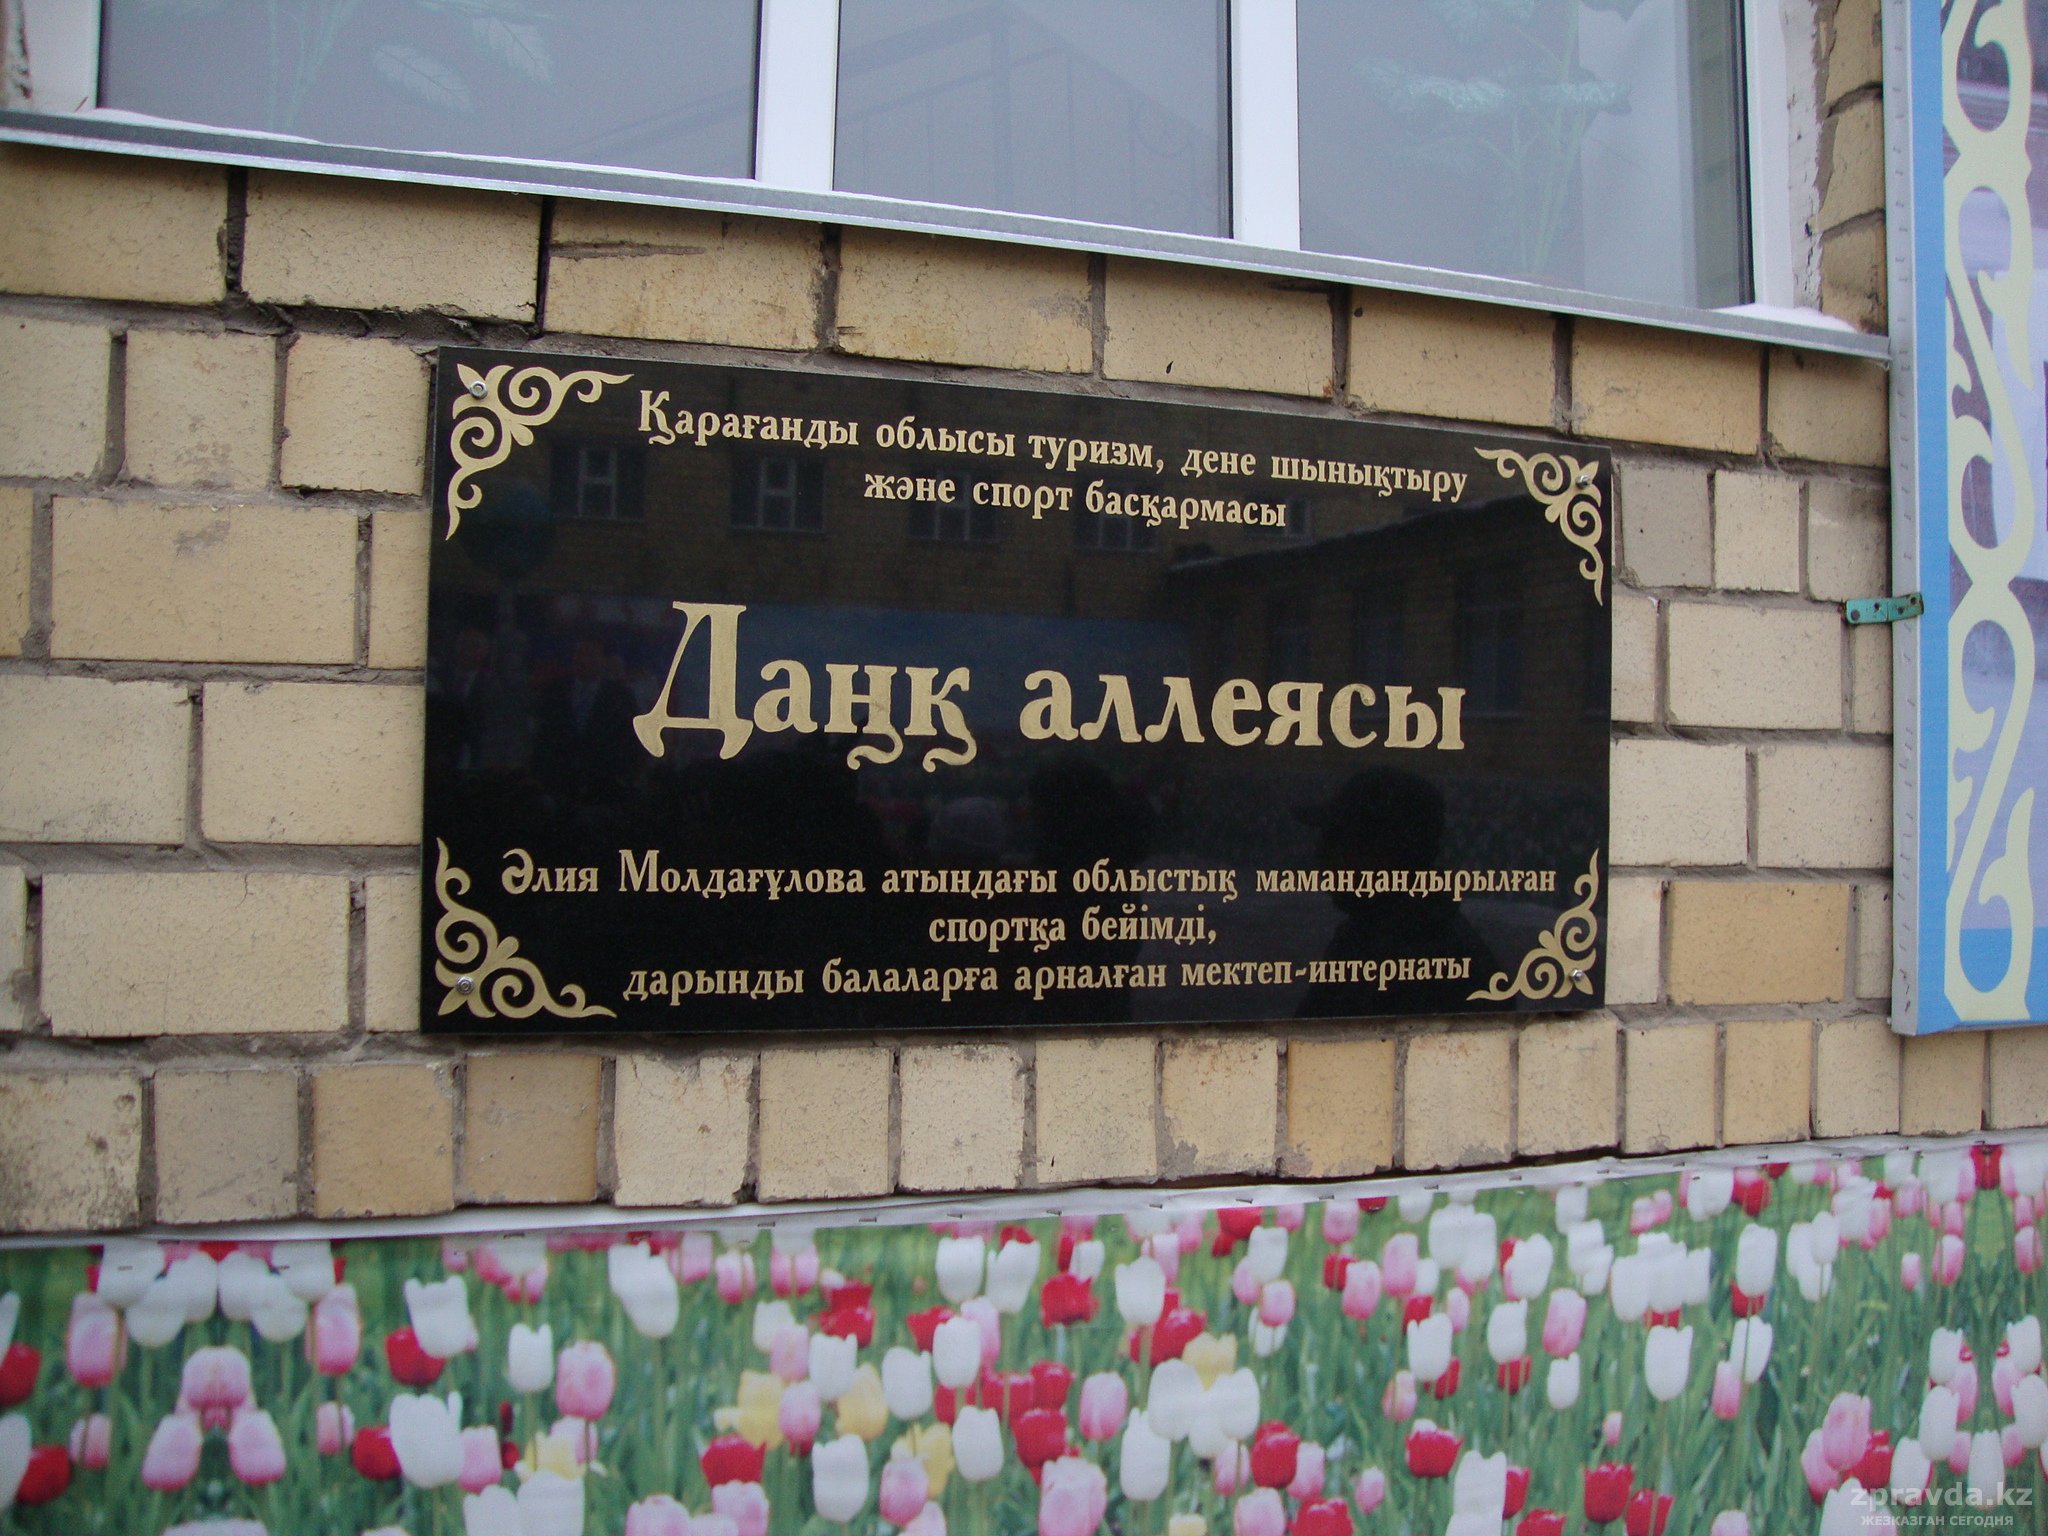 Қарағанды облысы туризм, дене шынықтыру
және спорт басқармасы
Даңқ аллеясы
Әлия Молдағұлова атындағы облыстық мамандандырылған
спортқа бейімді,
дарынды балаларға арналған мектеп-интернаты
zpravda.kz
ЖЕЗКАЗГАН СЕГОДНЯ